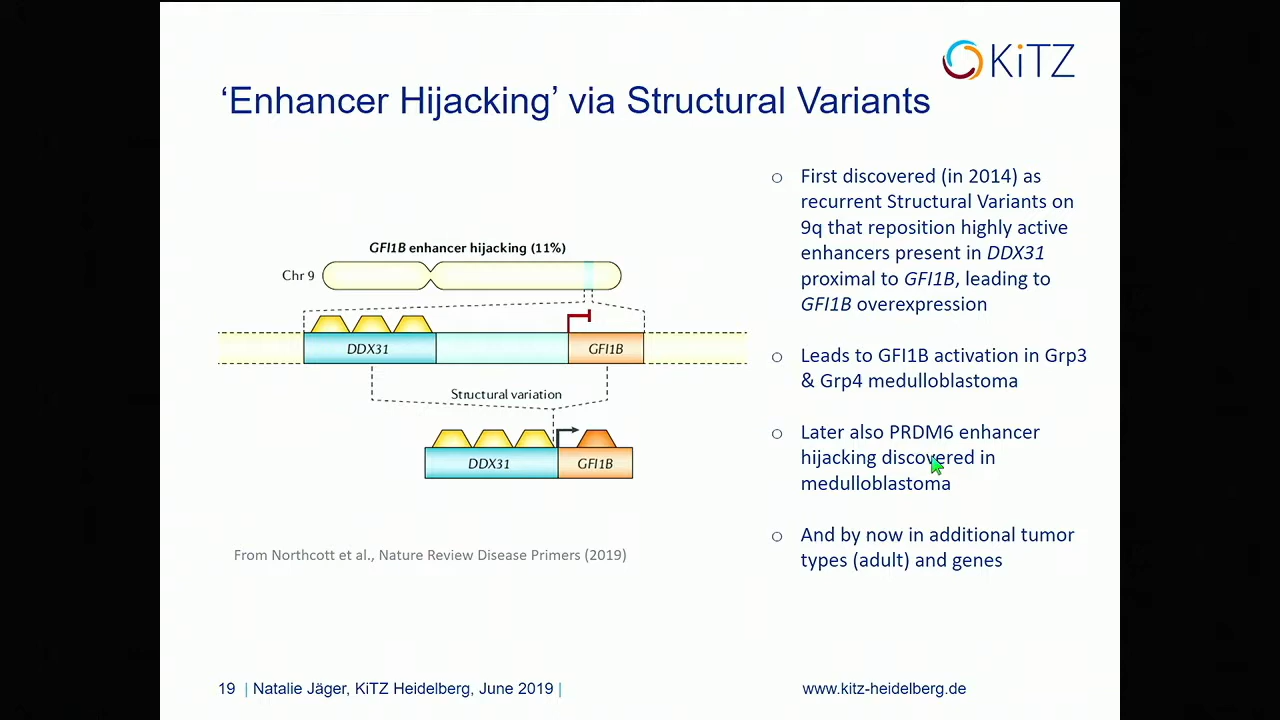 KiTZ
‘Enhancer Hijacking’ via Structural Variants
GFI1B enhancer hijacking (11%)
Chr 9
DDX31
GFI1B
Structural variation
DDX31
GFI1B
From Northcott et al., Nature Review Disease Primers (2019)
○ First discovered (in 2014) as
recurrent Structural Variants on
9q that reposition highly active
enhancers present in DDX31
proximal to GFI1B, leading to
GFI1B overexpression
○ Leads to GFI1B activation in Grp3
& Grp4 medulloblastoma
○ Later also PRDM6 enhancer
hijacking discovered in
medulloblastoma
○ And by now in additional tumor
types (adult) and genes
19 | Natalie Jäger, KiTZ Heidelberg, June 2019 |
www.kitz-heidelberg.de